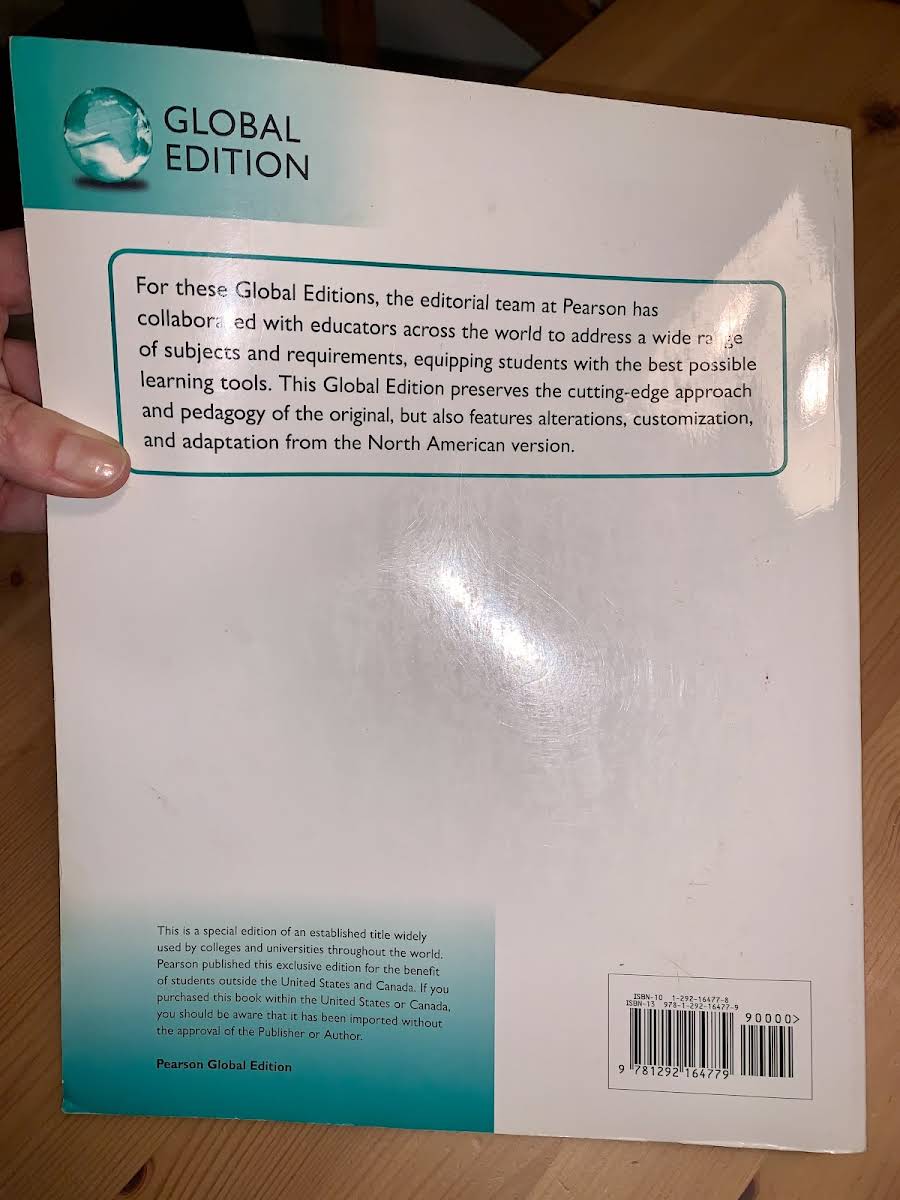 GLOBAL
EDITION
For these Global Editions, the editorial team at Pearson has
collaborated with educators across the world to address a wide range
of subjects and requirements, equipping students with the best possible
learning tools. This Global Edition preserves the cutting-edge approach
and pedagogy of the original, but also features alterations, customization,
and adaptation from the North American version.
This is a special edition of an established title widely
used by colleges and universities throughout the world.
Pearson published this exclusive edition for the benefit
of students outside the United States and Canada. If you
purchased this book within the United States or Canada,
you should be aware that it has been imported without
the approval of the Publisher or Author.
Pearson Global Edition
ISBN-10 1-292-16477-8
ISBN-13 978-1-292-16477-9
90000>
9 781292 164779